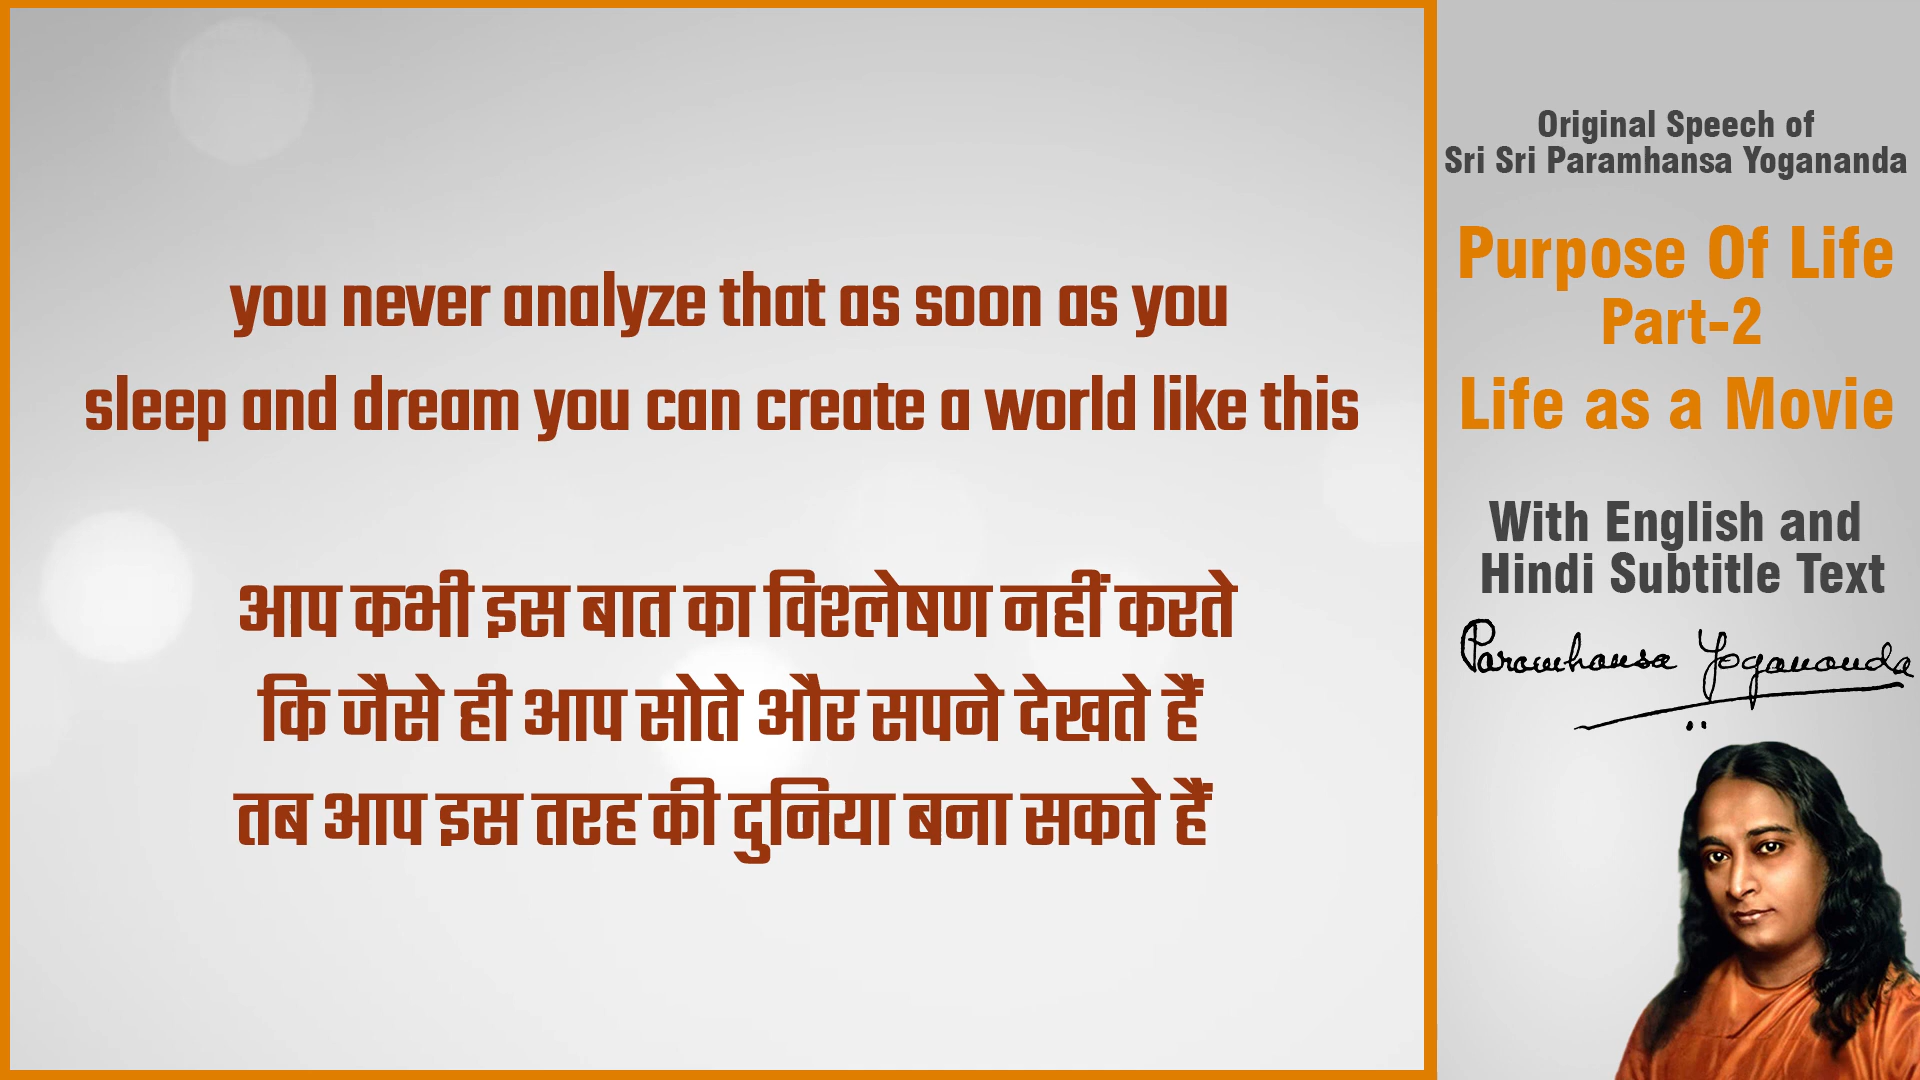 you never analyze that as soon as you
sleep and dream you can create a world like this
आप कभी इस बात का विश्लेषण नहीं करते
कि जैसे ही आप सोते और सपने देखते हैं
तब आप इस तरह की दुनिया बना सकते हैं
Original Speech of
Sri Sri Paramhansa Yogananda
Purpose Of Life
Part-2
Life as a Movie
With English and
Hindi Subtitle Text
Paramhansa Yogananda